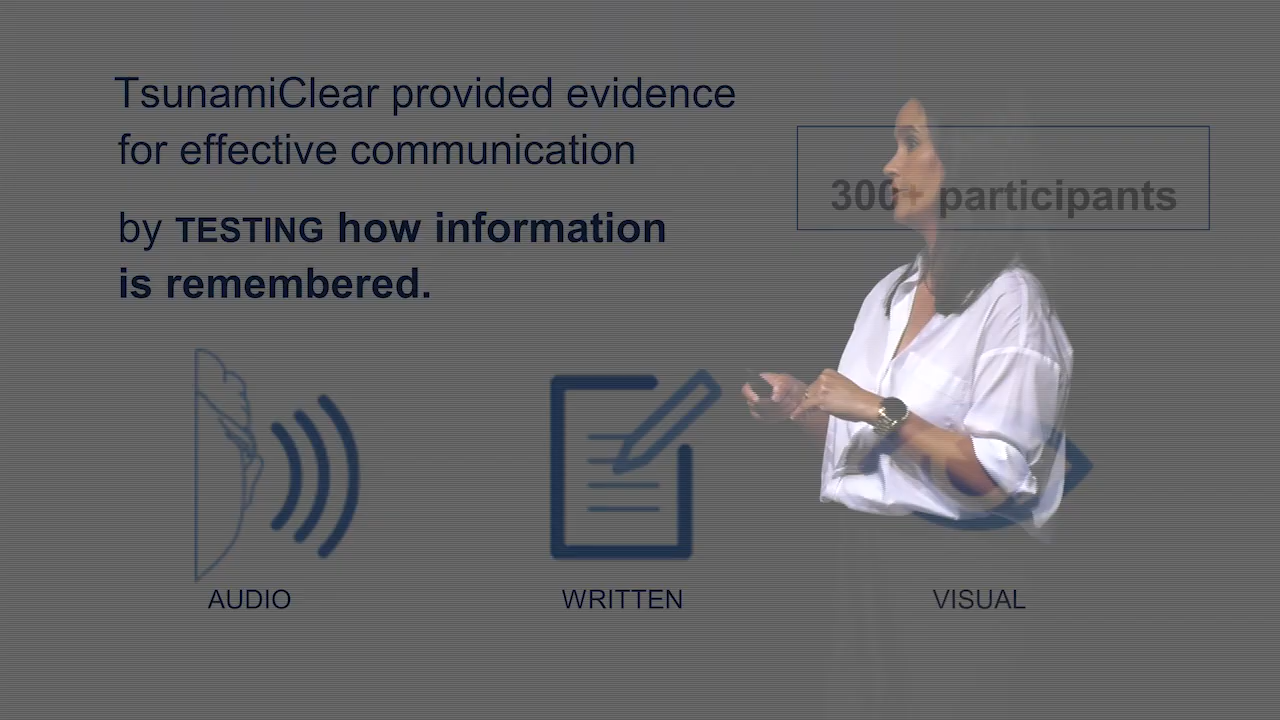 TsunamiClear provided evidence
for effective communication
300+ participants
by TESTING how information
is remembered.
AUDIO
WRITTEN
VISUAL